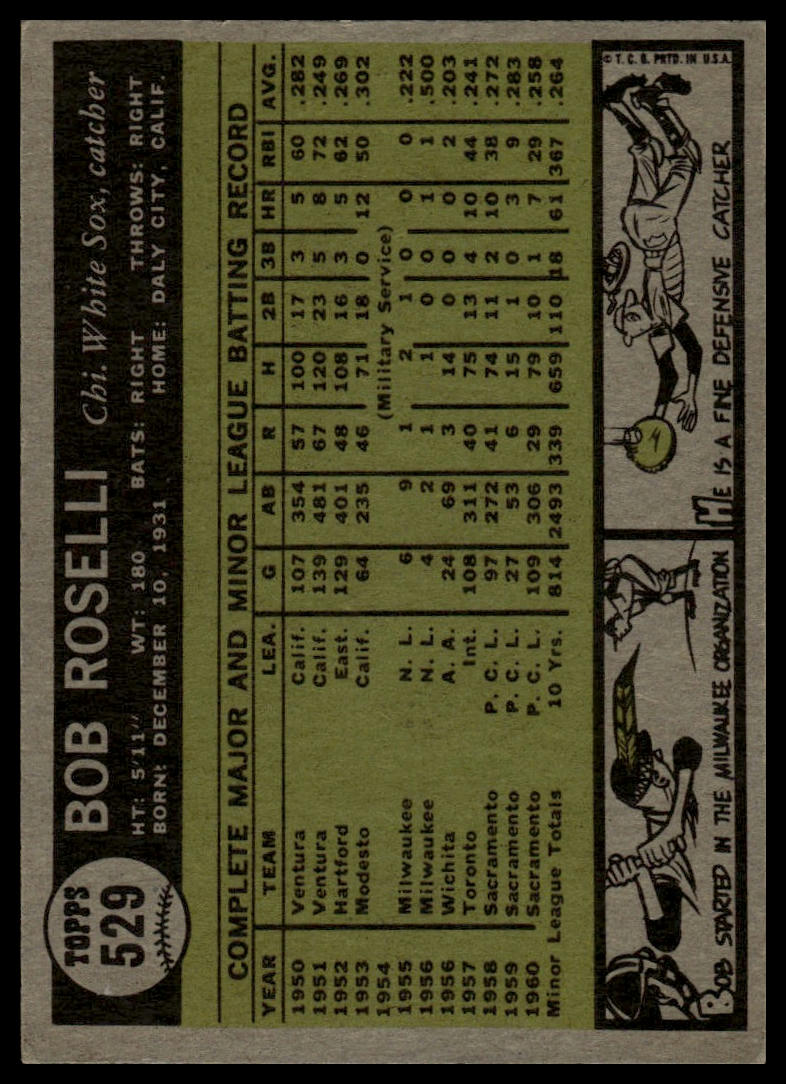 TOPPS
529
BOB ROSELLI Chi. White Sox, catcher
HT: 5'11" WT: 180 BATS: RIGHT THROWS: RIGHT
BORN: DECEMBER 10, 1931 HOME: DALY CITY, CALIF.
COMPLETE MAJOR AND MINOR LEAGUE BATTING RECORD
YEAR TEAM LEA. G AB R H 2B 3B HR RBI AVG.
1950 Ventura Calif. 107 354 57 100 17 3 5 60 .282
1951 Ventura Calif. 139 481 67 120 23 5 8 72 .249
1952 Hartford East. 129 401 48 108 16 3 5 62 .269
1953 Modesto Calif. 64 235 46 71 18 0 12 50 .302
1954 (Military Service)
1955 Milwaukee N. L. 6 9 1 2 1 0 0 0 .222
1956 Milwaukee N. L. 4 2 1 1 0 0 1 1 .500
1956 Wichita A. A. 24 69 3 14 0 0 0 2 .203
1957 Toronto Int. 108 311 40 75 13 4 10 44 .241
1958 Sacramento P. C. L. 97 272 41 74 11 2 10 38 .272
1959 Sacramento P. C. L. 27 53 6 15 1 0 3 9 .283
1960 Sacramento P. C. L. 109 306 29 79 10 1 7 29 .258
Minor League Totals 10 Yrs. 814 2493 339 659 110 18 61 367 .264
BOB STARTED IN THE MILWAUKEE ORGANIZATION
HE IS A FINE DEFENSIVE CATCHER
© T. C. G. PRTD. IN U.S.A.